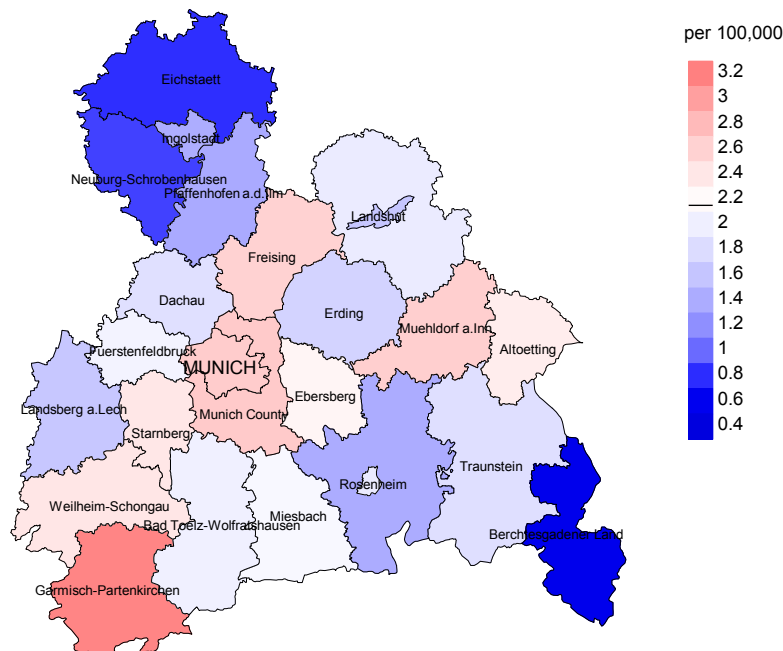 per 100,000
3.2
3
2.8
2.6
2.4
2.2
2
1.8
1.6
1.4
1.2
1
0.8
0.6
0.4
Eichstaett
Ingolstadt
Neuburg-Schrobenhausen
Pfaffenhofen a.d.Ilm
Landshut
Freising
Dachau
Erding
Muehldorf a.Inn
Altoetting
Fuerstenfeldbruck
MUNICH
Ebersberg
Landsberg a.Lech
Munich County
Starnberg
Traunstein
Rosenheim
Weilheim-Schongau
Miesbach
Bad Toelz-Wolfratshausen
Berchtesgadener Land
Garmisch-Partenkirchen